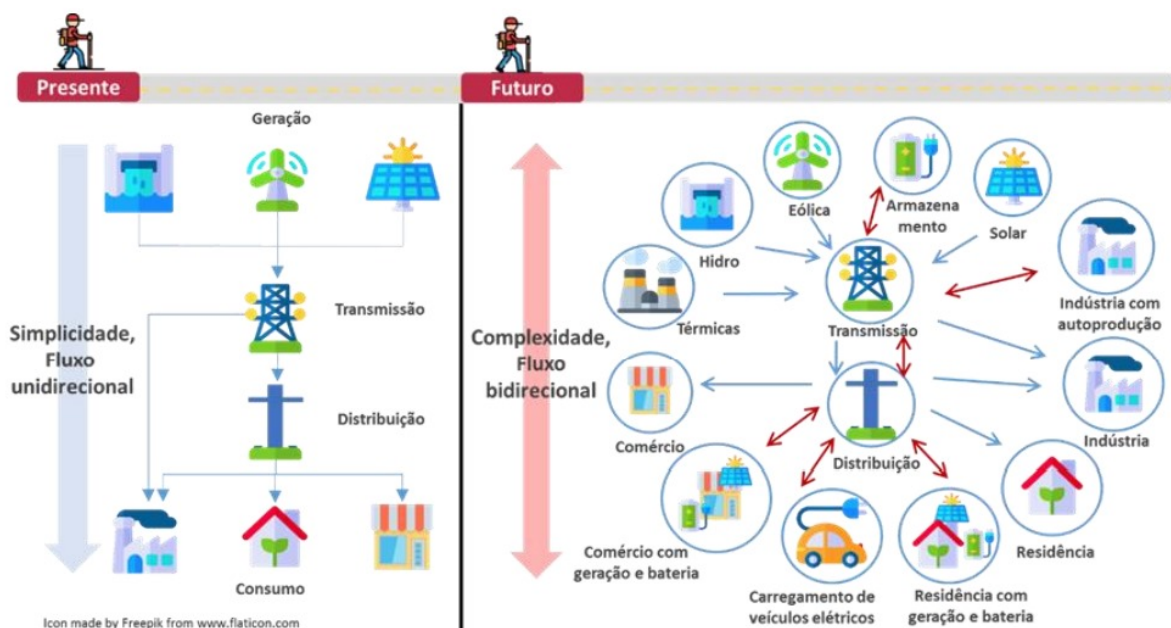 Presente
Geração
Transmissão
Simplicidade,
Fluxo
unidirecional
Distribuição
Consumo
Icon made by Freepik from www.flaticon.com
Futuro
Complexidade,
Fluxo
bidirecional
Eólica
Armazena
mento
Solar
Hidro
Térmicas
Transmissão
Indústria com
autoprodução
Comércio
Distribuição
Indústria
Comércio com
geração e bateria
Carregamento de
veículos elétricos
Residência com
geração e bateria
Residência